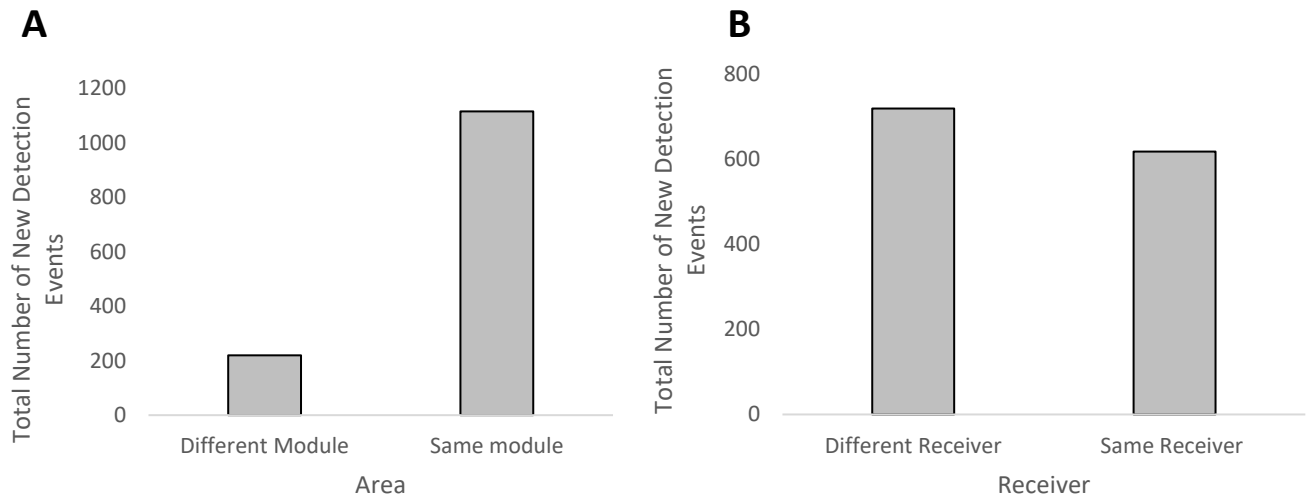 A
Total Number of New Detection
Events
1200
1000
800
600
400
200
0
Different Module
Same module
Area
B
Total Number of New Detection
Events
800
600
400
200
0
Different Receiver
Same Receiver
Receiver